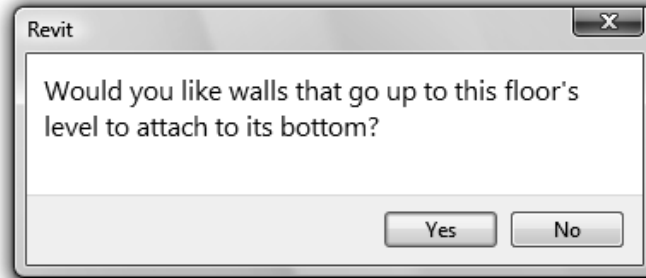 Revit
Would you like walls that go up to this floor's
level to attach to its bottom?
Yes No